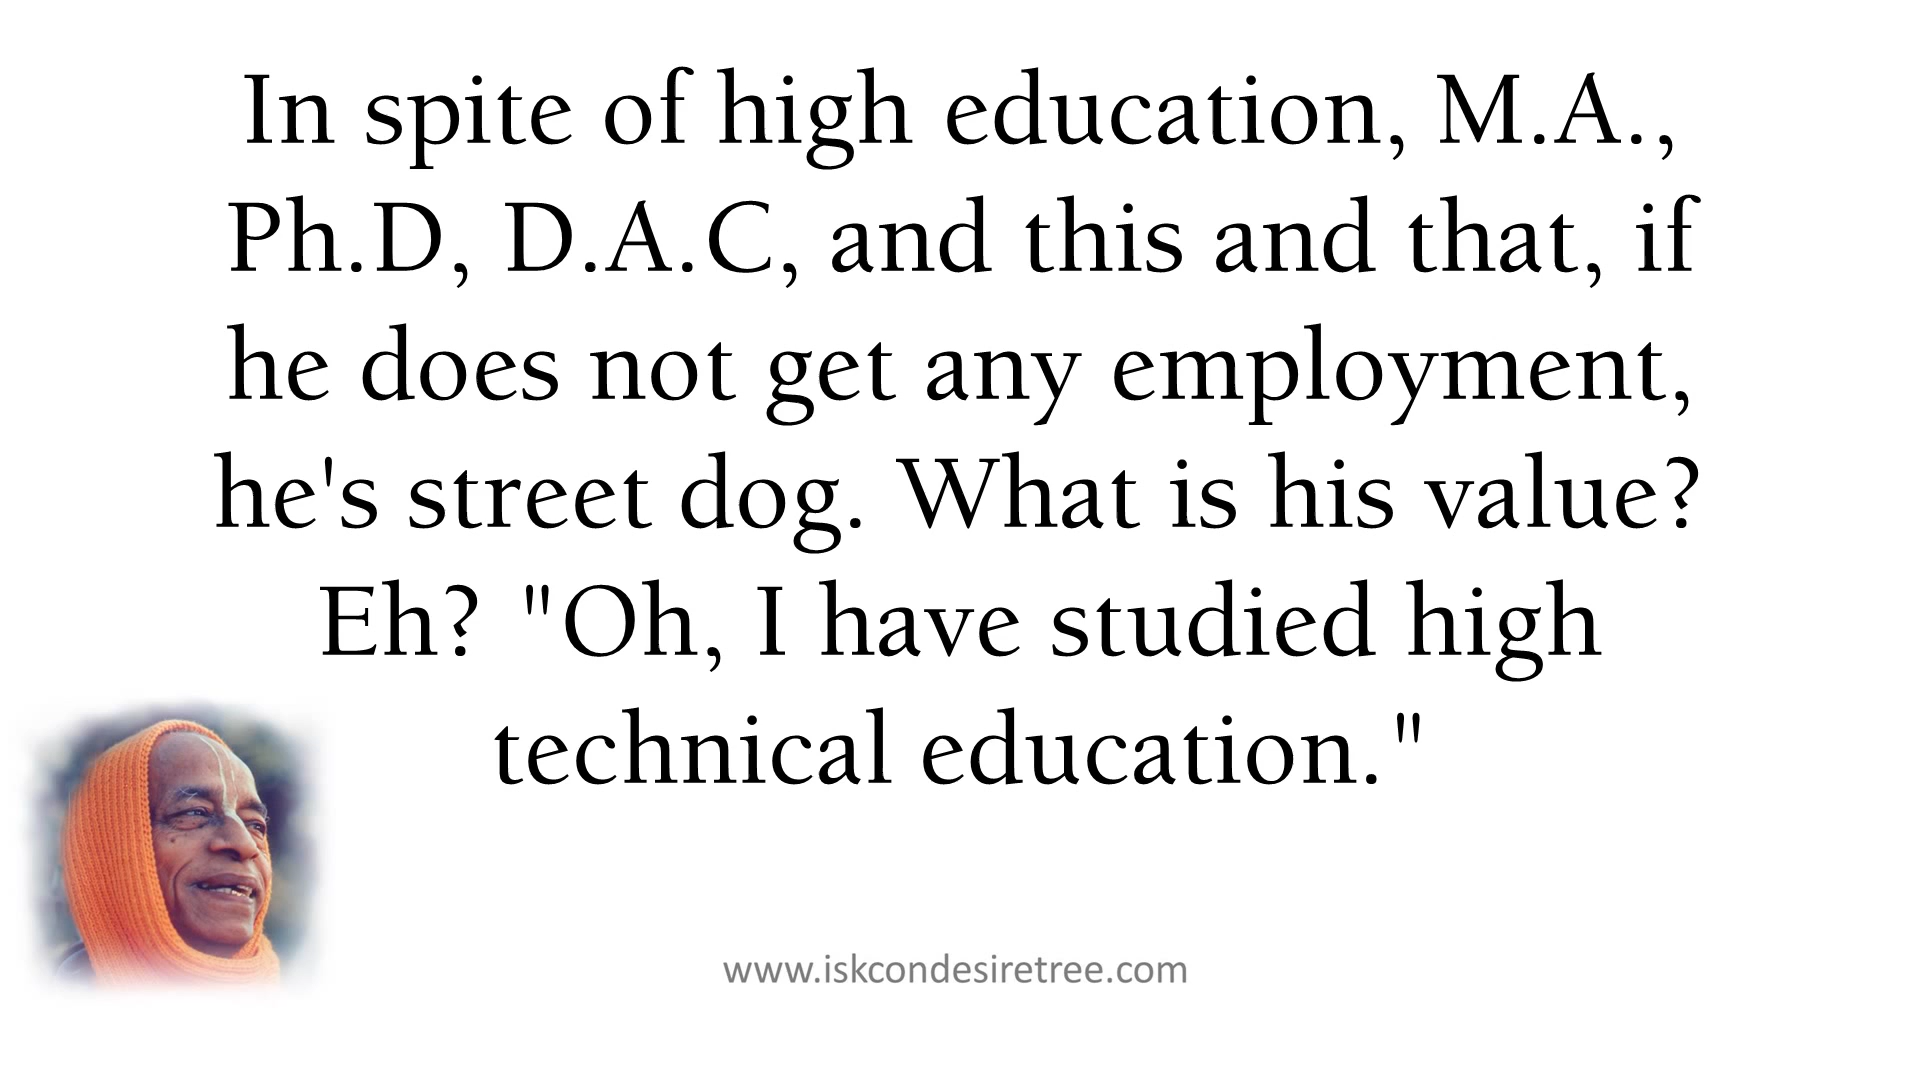 In spite of high education, M.A.,
Ph.D, D.A.C, and this and that, if
he does not get any employment,
he's street dog. What is his value?
Eh? "Oh, I have studied high
technical education."
www.iskcondesiretree.com